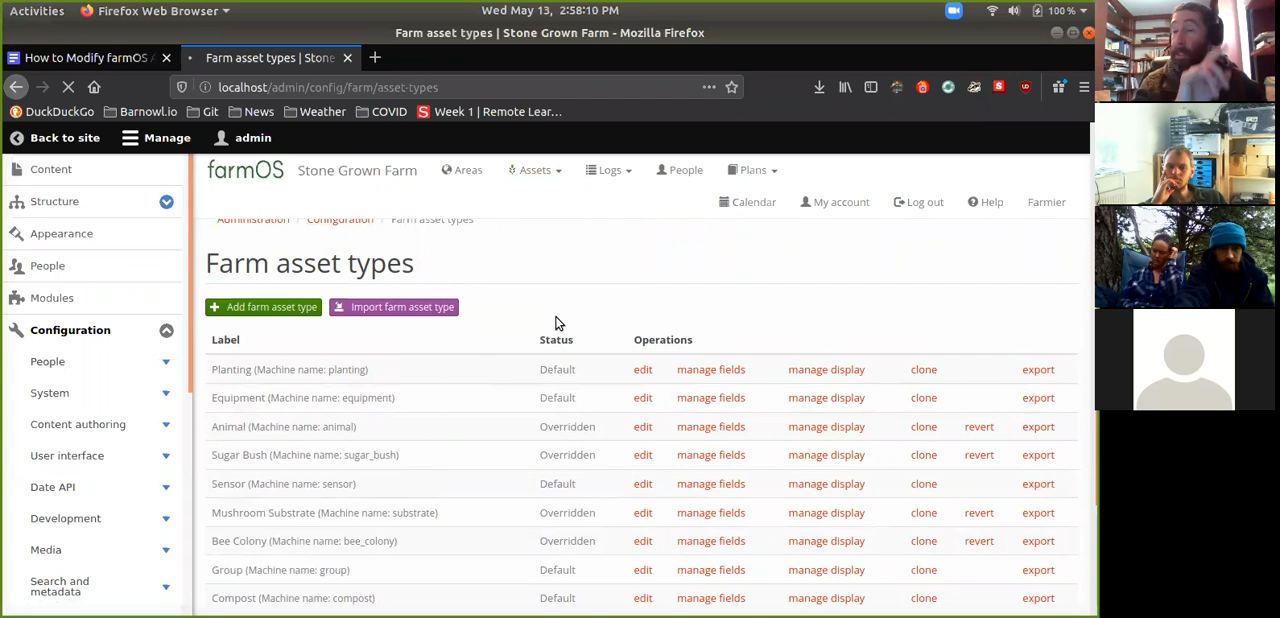 Activities Firefox Web Browser Wed May 13, 2:58:10 PM 100 %
Farm asset types | Stone Grown Farm - Mozilla Firefox
How to Modify farmOS A Farm asset types | Stone
localhost/admin/config/farm/asset-types
DuckDuckGo Barnowl.io Git News Weather COVID Week 1 | Remote Lear...
Back to site Manage admin
Content
Structure
Appearance
People
Modules
Configuration
People
System
Content authoring
User interface
Date API
Development
Media
Search and
metadata
farmOS Stone Grown Farm Areas Assets Logs People Plans
Calendar My account Log out Help Farmier
Administration Configuration Farm asset types
Farm asset types
+ Add farm asset type Import farm asset type
Label Status Operations
Planting (Machine name: planting) Default edit manage fields manage display clone export
Equipment (Machine name: equipment) Default edit manage fields manage display clone export
Animal (Machine name: animal) Overridden edit manage fields manage display clone revert export
Sugar Bush (Machine name: sugar_bush) Overridden edit manage fields manage display clone revert export
Sensor (Machine name: sensor) Default edit manage fields manage display clone export
Mushroom Substrate (Machine name: substrate) Overridden edit manage fields manage display clone revert export
Bee Colony (Machine name: bee_colony) Overridden edit manage fields manage display clone revert export
Group (Machine name: group) Default edit manage fields manage display clone export
Compost (Machine name: compost) Default edit manage fields manage display clone export